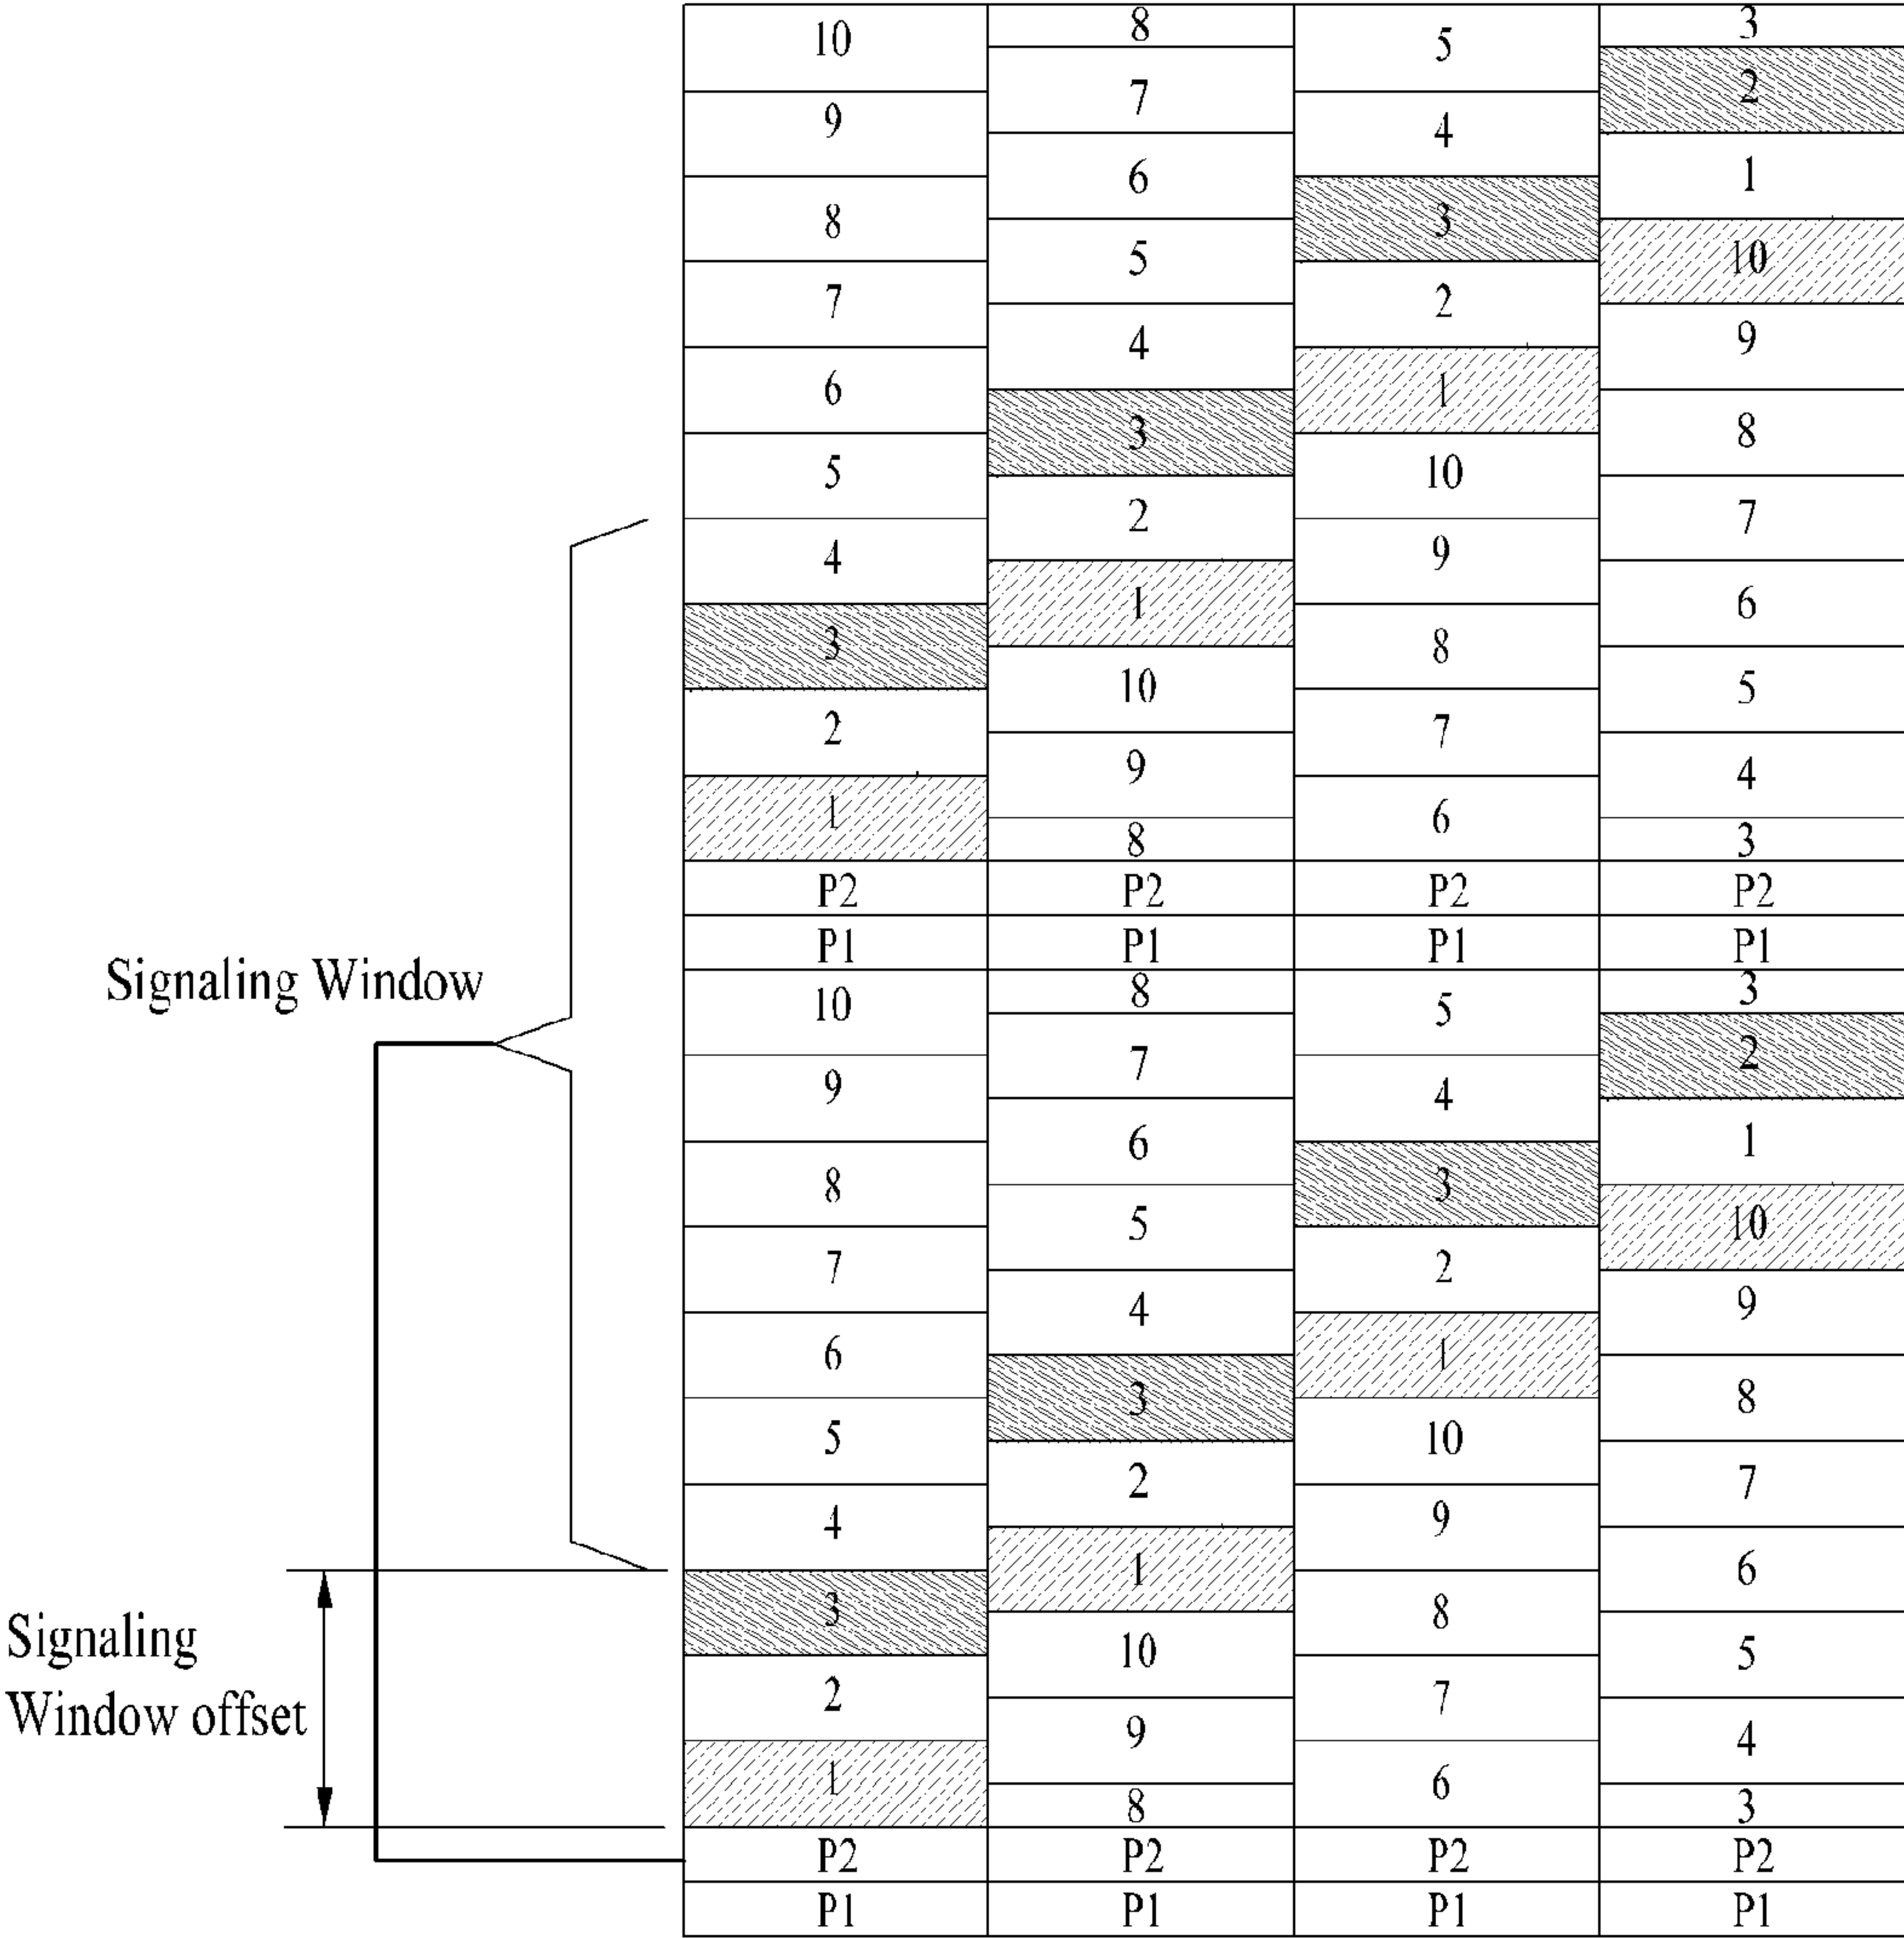 10 8 5 3
9 7 4 2
8 6 3 1
7 5 2 10
6 4 1 9
5 3 10 8
4 2 9 7
3 1 8 6
2 10 7 5
1 9 6 4
8 3
P2 P2 P2 P2
P1 P1 P1 P1
Signaling Window
10 8 5 3
9 7 4 2
8 6 3 1
7 5 2 10
6 4 1 9
5 3 10 8
4 2 9 7
3 1 8 6
Signaling
Window offset
2 10 7 5
1 9 6 4
8 3
P2 P2 P2 P2
P1 P1 P1 P1